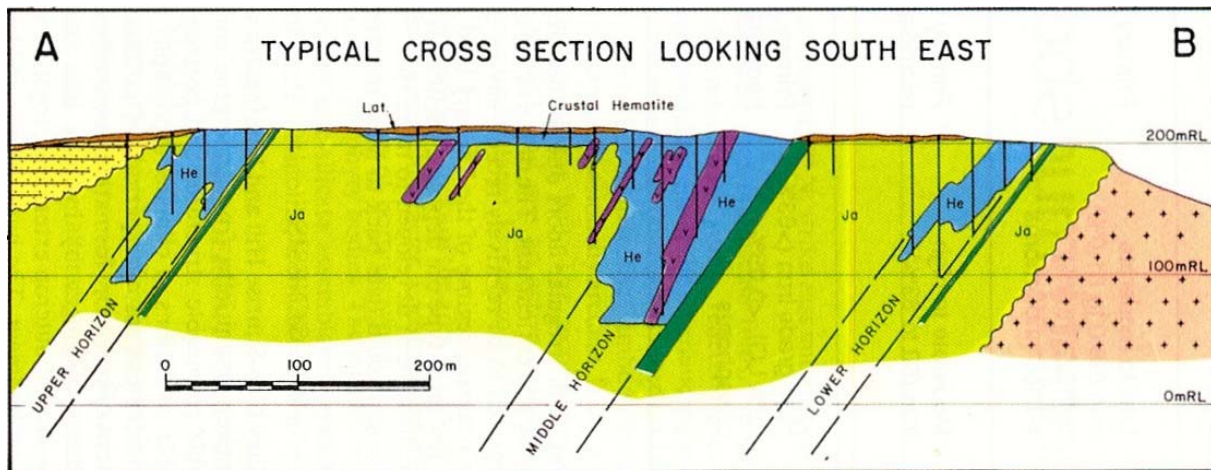 A
TYPICAL CROSS SECTION LOOKING SOUTH EAST
B
Lat.
Crustal Hematite
200mRL
He
He
He
He
Ja
Ja
Ja
Ja
100mRL
UPPER HORIZON
MIDDLE HORIZON
LOWER HORIZON
0 100 200 m
0mRL